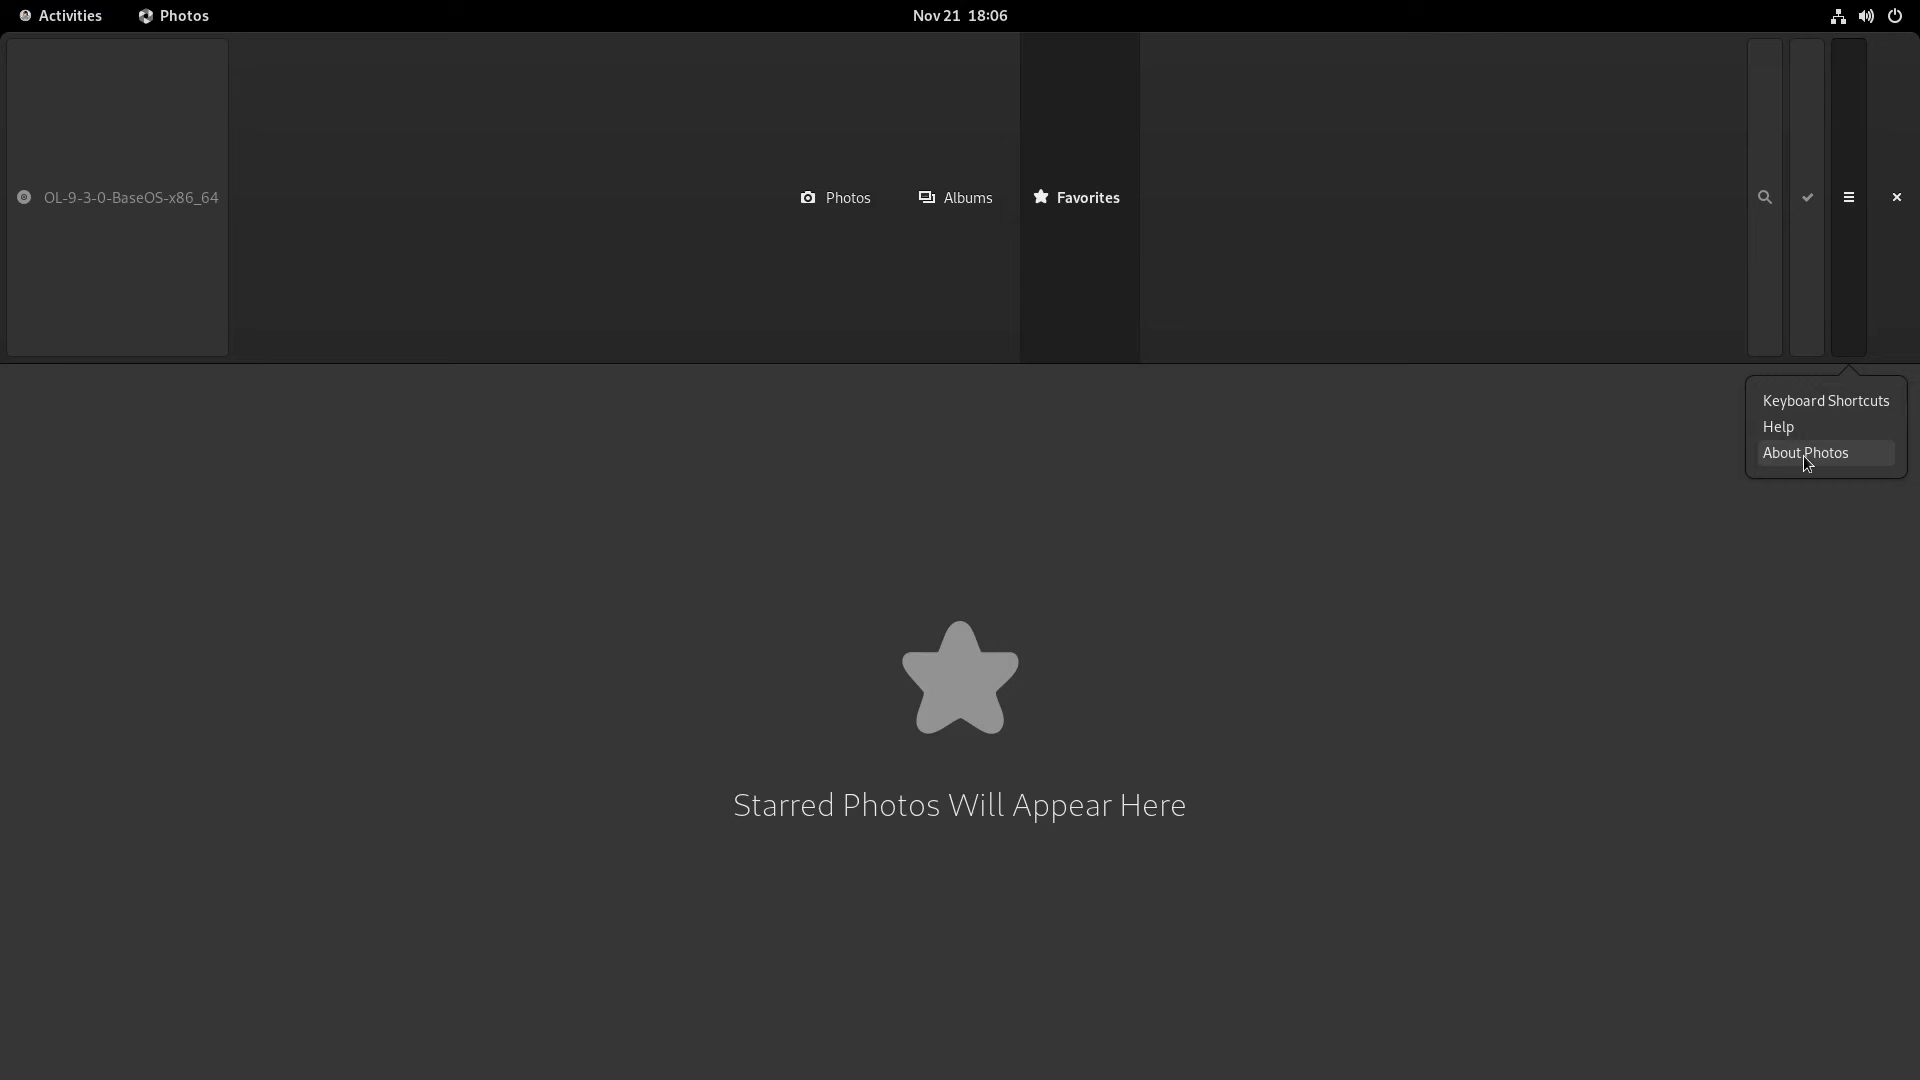 Activities Photos Nov 21 18:06
OL-9-3-0-BaseOS-x86_64 Photos Albums Favorites
Keyboard Shortcuts
Help
About Photos
Starred Photos Will Appear Here